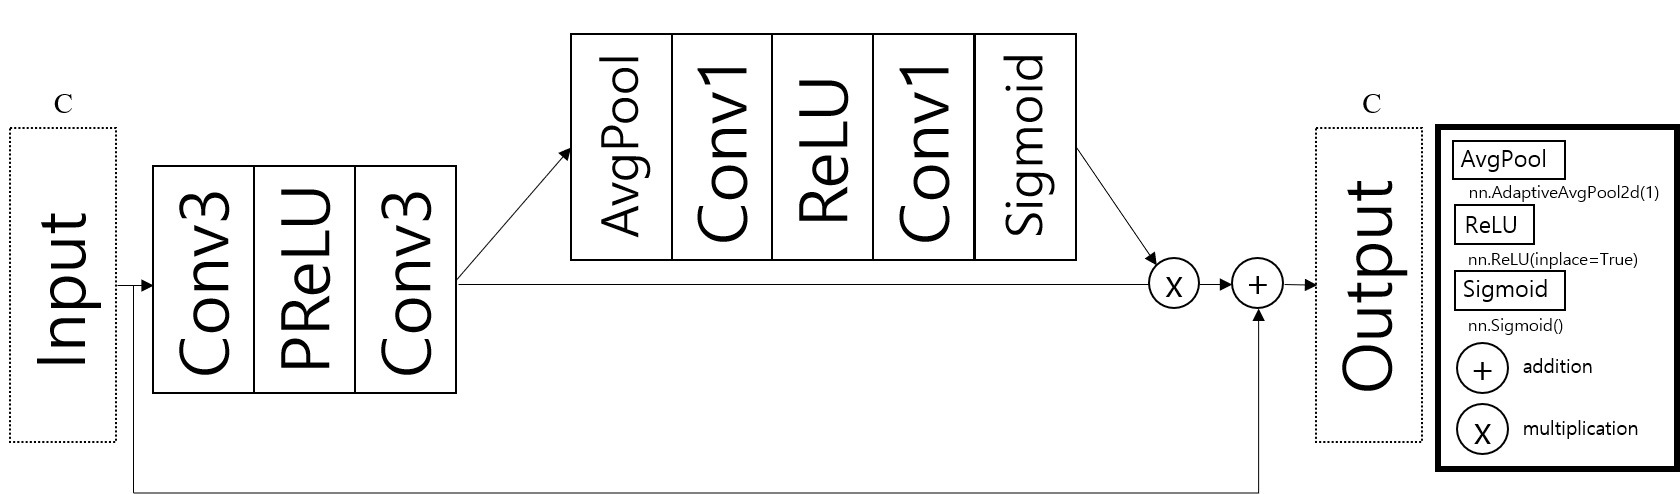 C
Input
Conv3
PReLU
Conv3
AvgPool
Conv1
ReLU
Conv1
Sigmoid
x
+
C
Output
AvgPool
nn.AdaptiveAvgPool2d(1)
ReLU
nn.ReLU(inplace=True)
Sigmoid
nn.Sigmoid()
+ addition
x multiplication